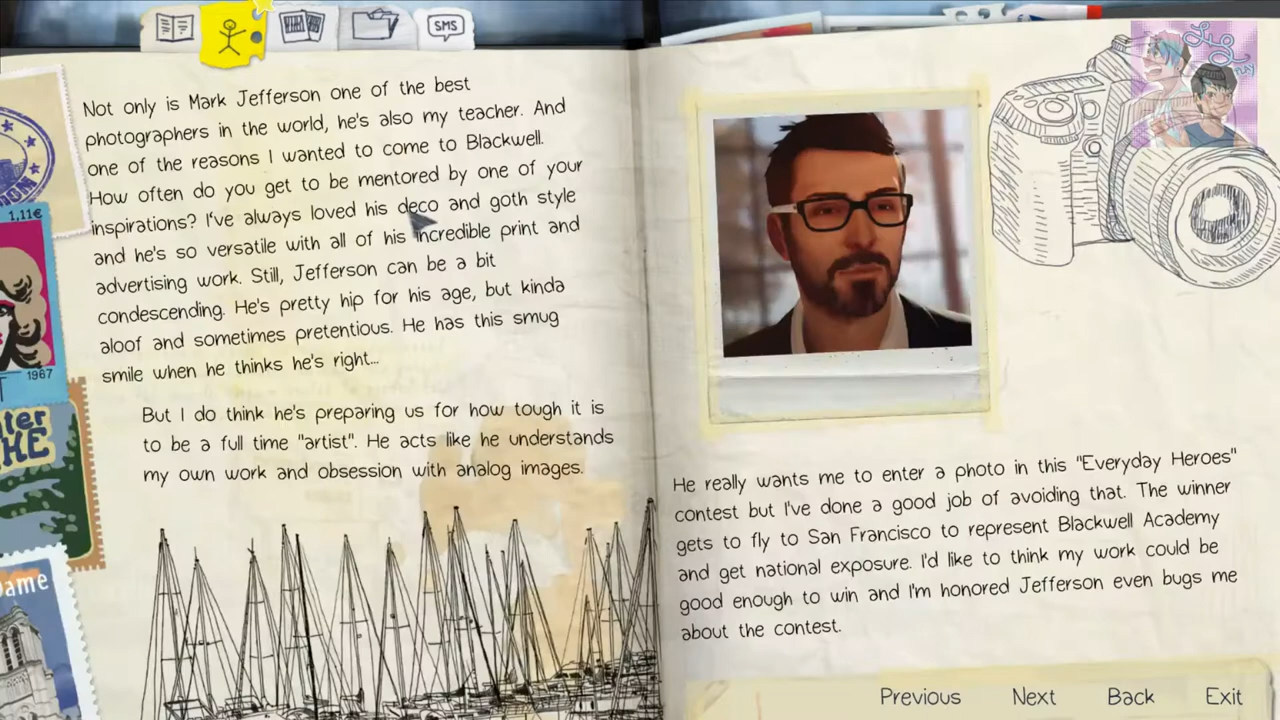 SMS
Not only is Mark Jefferson one of the best
photographers in the world, he's also my teacher. And
one of the reasons I wanted to come to Blackwell.
How often do you get to be mentored by one of your
inspirations? I've always loved his deco and goth style
and he's so versatile with all of his incredible print and
advertising work. Still, Jefferson can be a bit
condescending. He's pretty hip for his age, but kinda
aloof and sometimes pretentious. He has this smug
smile when he thinks he's right...
But I do think he's preparing us for how tough it is
to be a full time "artist". He acts like he understands
my own work and obsession with analog images.
1,11€
1967
He really wants me to enter a photo in this "Everyday Heroes"
contest but I've done a good job of avoiding that. The winner
gets to fly to San Francisco to represent Blackwell Academy
and get national exposure. I'd like to think my work could be
good enough to win and I'm honored Jefferson even bugs me
about the contest.
Previous Next Back Exit